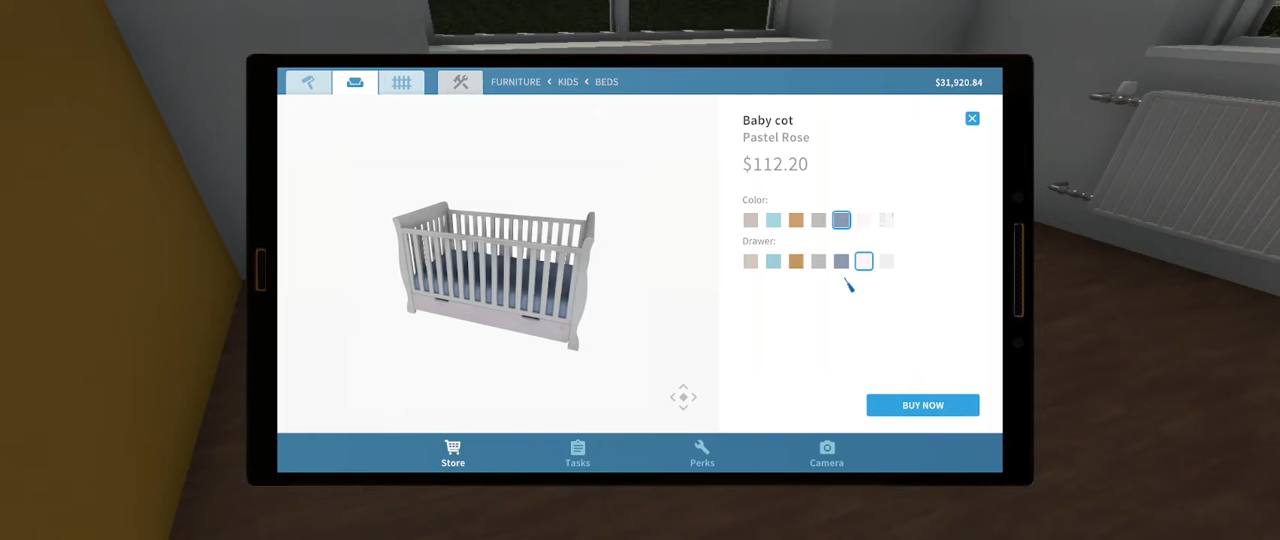 FURNITURE < KIDS < BEDS
$31,920.84
Baby cot
Pastel Rose
$112.20
Color:
Drawer:
BUY NOW
Store
Tasks
Perks
Camera